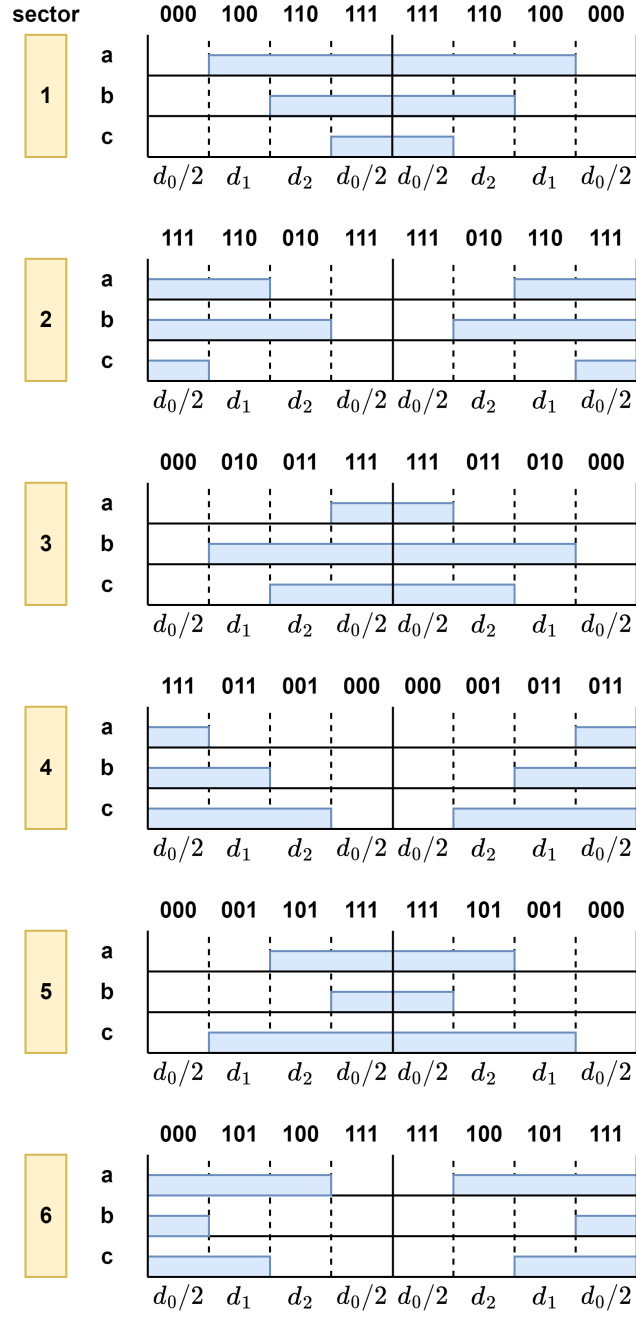 sector 000 100 110 111 111 110 100 000
a
1 b
c
d₀/2 d₁ d₂ d₀/2 d₀/2 d₂ d₁ d₀/2
111 110 010 111 111 010 110 111
a
2 b
c
d₀/2 d₁ d₂ d₀/2 d₀/2 d₂ d₁ d₀/2
000 010 011 111 111 011 010 000
a
3 b
c
d₀/2 d₁ d₂ d₀/2 d₀/2 d₂ d₁ d₀/2
111 011 001 000 000 001 011 011
a
4 b
c
d₀/2 d₁ d₂ d₀/2 d₀/2 d₂ d₁ d₀/2
000 001 101 111 111 101 001 000
a
5 b
c
d₀/2 d₁ d₂ d₀/2 d₀/2 d₂ d₁ d₀/2
000 101 100 111 111 100 101 111
a
6 b
c
d₀/2 d₁ d₂ d₀/2 d₀/2 d₂ d₁ d₀/2